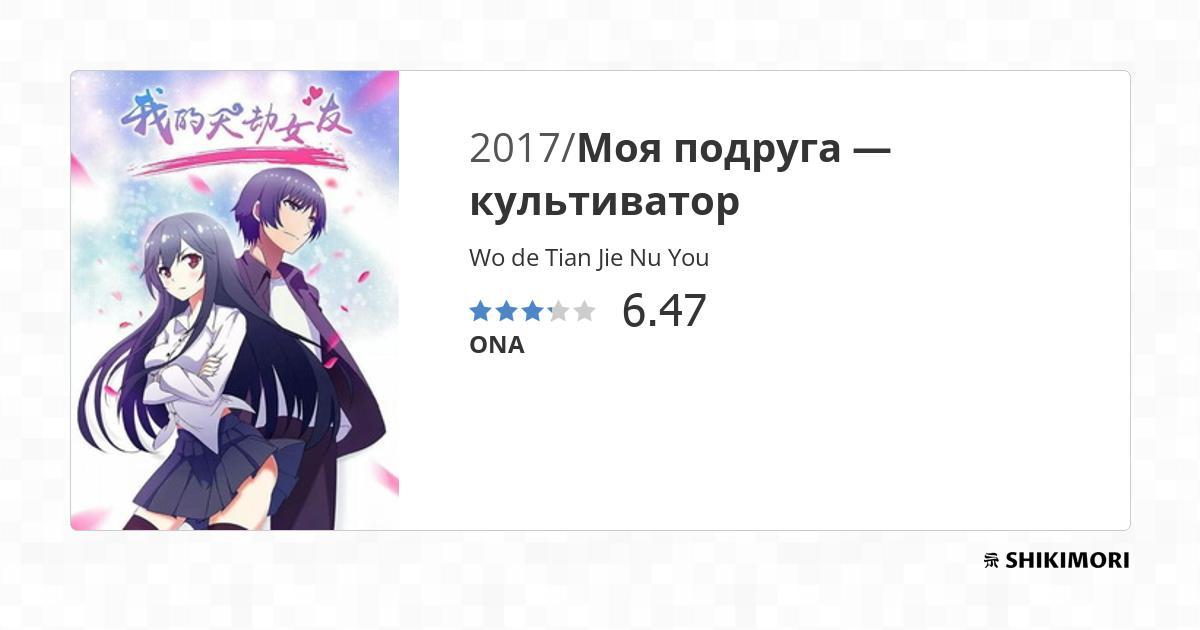 我的天劫女友
2017/Моя подруга —
культиватор
Wo de Tian Jie Nu You
6.47
ONA
SHIKIMORI